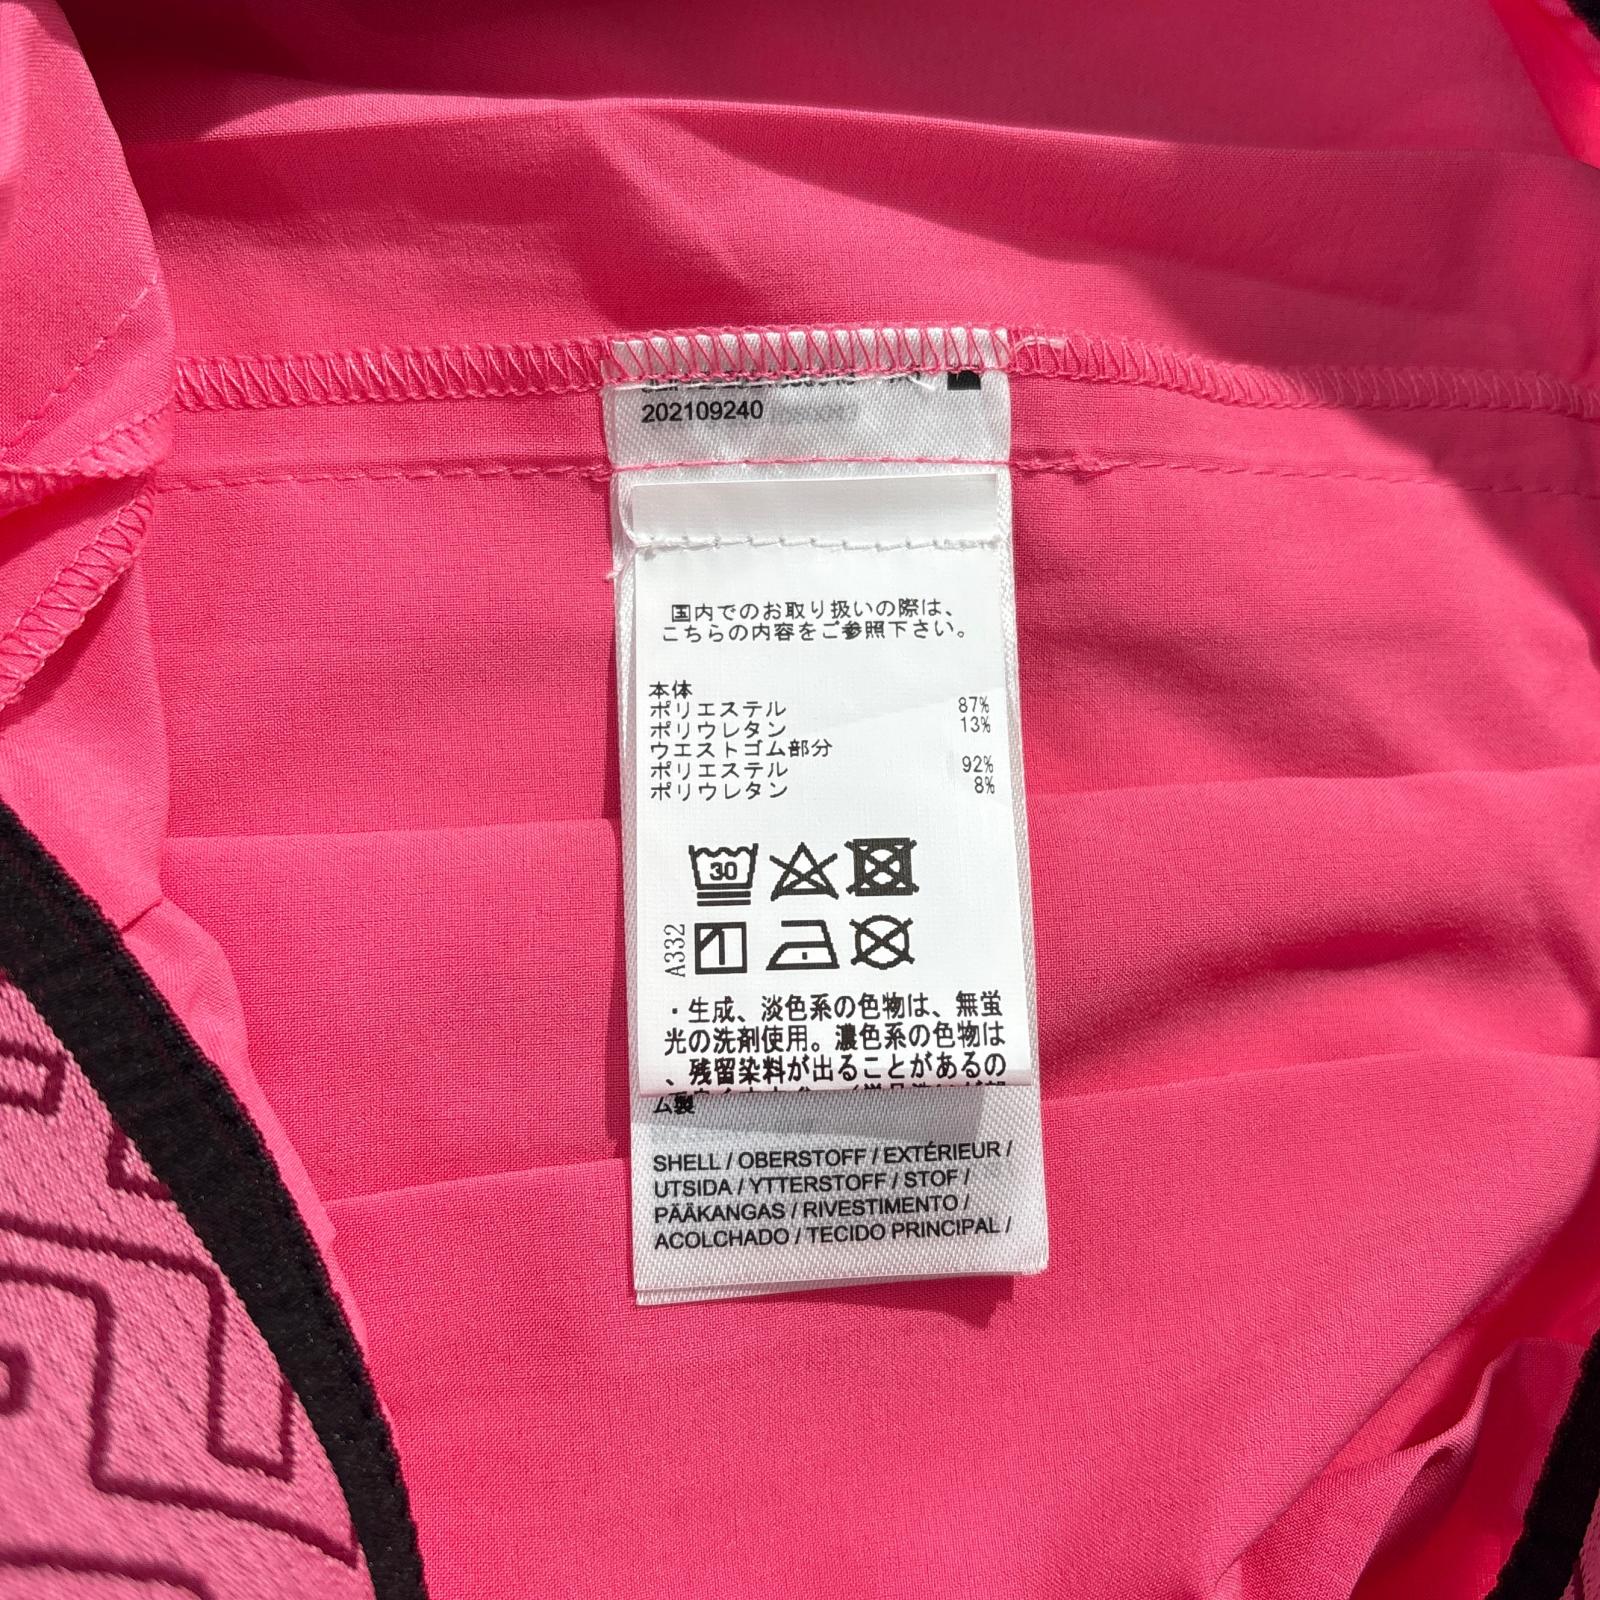 202109240
国内でのお取り扱いの際は、
こちらの内容をご参照下さい。
本体
ポリエステル 87%
ポリウレタン 13%
ウエストゴム部分
ポリエステル 92%
ポリウレタン 8%
30
A332
・生成、淡色系の色物は、無蛍
光の洗剤使用。濃色系の色物は
、残留染料が出ることがあるの
ム製
SHELL / OBERSTOFF / EXTÉRIEUR /
UTSIDA / YTTERSTOFF / STOF /
PÄÄKANGAS / RIVESTIMENTO /
ACOLCHADO / TECIDO PRINCIPAL /